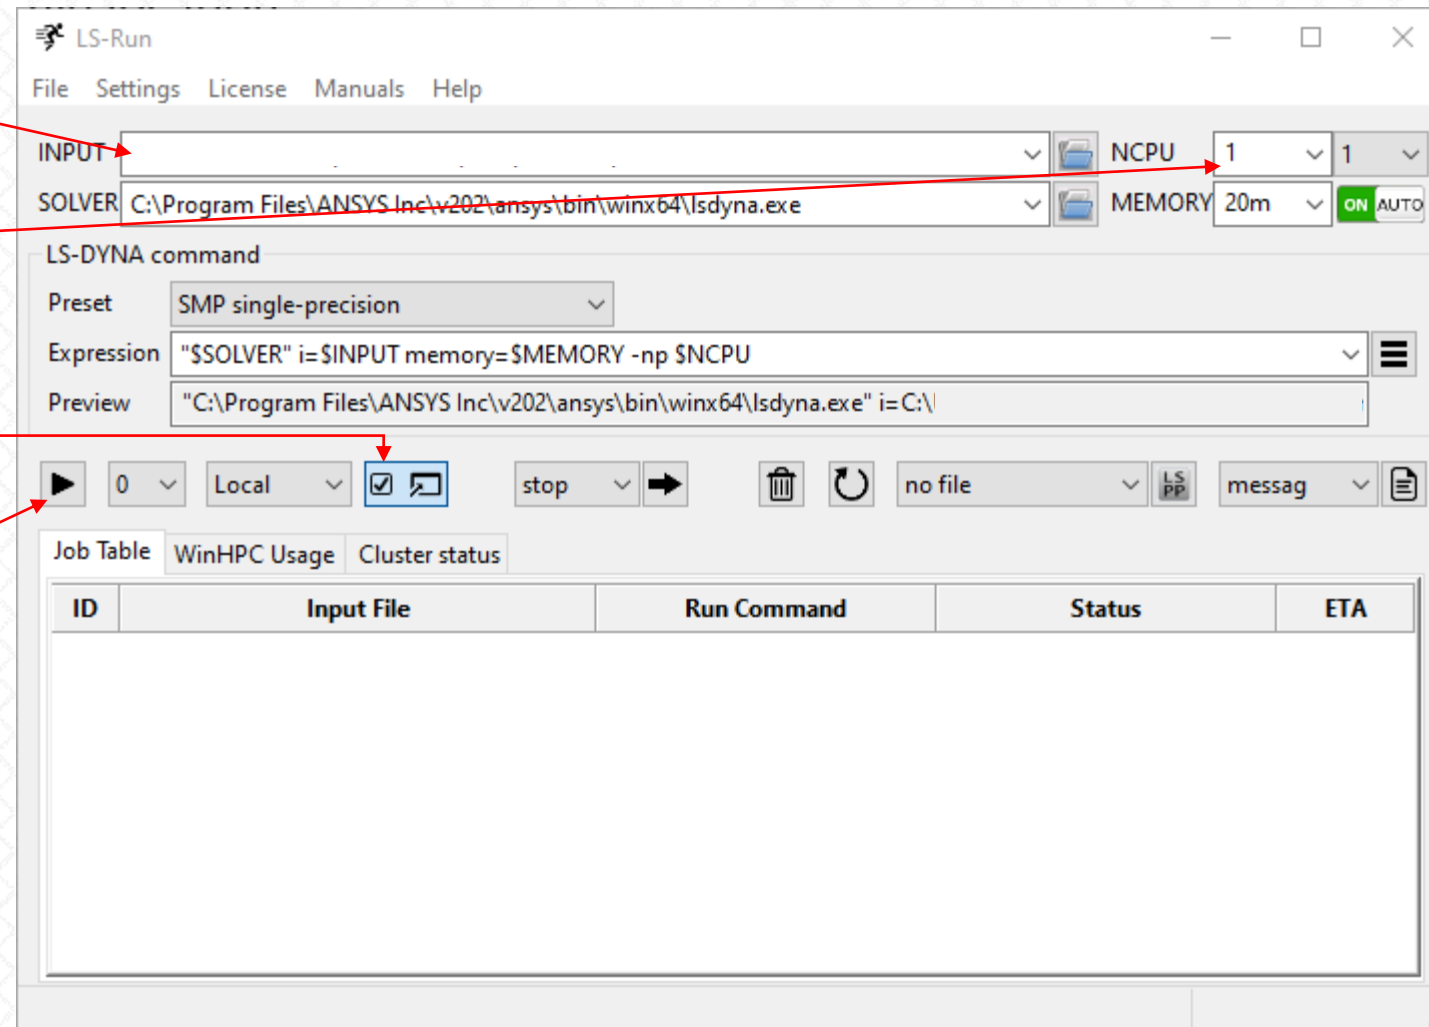 LS-Run
File Settings License Manuals Help
INPUT NCPU 1 1
SOLVER C:\Program Files\ANSYS Inc\v202\ansys\bin\winx64\lsdyna.exe MEMORY 20m ON AUTO
LS-DYNA command
Preset SMP single-precision
Expression "$SOLVER" i=$INPUT memory=$MEMORY -np $NCPU
Preview "C:\Program Files\ANSYS Inc\v202\ansys\bin\winx64\lsdyna.exe" i=C:\
0 Local stop no file LS PP messag
Job Table WinHPC Usage Cluster status
ID Input File Run Command Status ETA